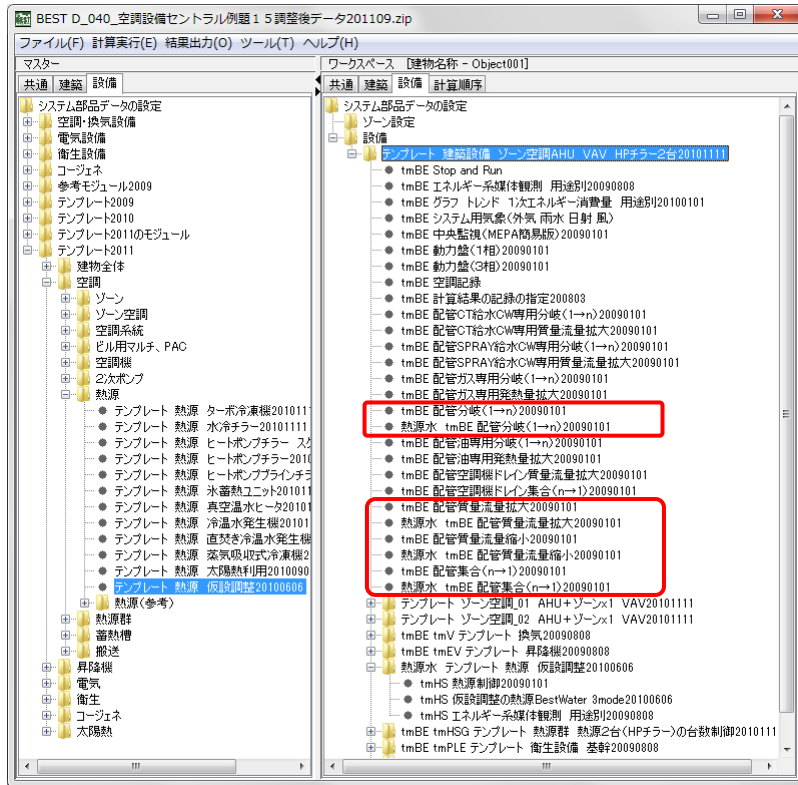 BEST D_040_空調設備セントラル例題15調整後データ201109.zip
ファイル(F) 計算実行(E) 結果出力(O) ツール(T) ヘルプ(H)
マスター
共通 建築 設備
システム部品データの設定
空調・換気設備
電気設備
衛生設備
コージェネ
参考モジュール2009
テンプレート2009
テンプレート2010
テンプレート2011のモジュール
テンプレート2011
建物全体
空調
ゾーン
ゾーン空調
空調系統
ビル用マルチ、PAC
空調機
2次ポンプ
熱源
テンプレート 熱源 ターボ冷凍機2010111
テンプレート 熱源 水冷チラー20101111
テンプレート 熱源 ヒートポンプチラー スク
テンプレート 熱源 ヒートポンプチラー2010
テンプレート 熱源 ヒートポンプブラインチラ
テンプレート 熱源 氷蓄熱ユニット201011
テンプレート 熱源 真空温水ヒータ20101
テンプレート 熱源 冷温水発生機20101
テンプレート 熱源 直焚き冷温水発生機
テンプレート 熱源 蒸気吸収式冷凍機2
テンプレート 熱源 太陽熱利用2010090
テンプレート 熱源 仮設調整20100606
熱源(参考)
熱源群
蓄熱槽
搬送
昇降機
電気
衛生
コージェネ
太陽熱
ワークスペース [建物名称 - Object001]
共通 建築 設備 計算順序
システム部品データの設定
ゾーン設定
設備
テンプレート 建築設備 ゾーン空調AHU VAV HPチラー2台20101111
tmBE Stop and Run
tmBE エネルギー系媒体観測 用途別20090808
tmBE グラフ トレンド 1次エネルギー消費量 用途別20100101
tmBE システム用気象(外気 雨水 日射 風)
tmBE 中央監視(MEPA簡易版)20090101
tmBE 動力盤(1相)20090101
tmBE 動力盤(3相)20090101
tmBE 空調記録
tmBE 計算結果の記録の指定200803
tmBE 配管CT給水CW専用分岐(1→n)20090101
tmBE 配管CT給水CW専用質量流量拡大20090101
tmBE 配管SPRAY給水CW専用分岐(1→n)20090101
tmBE 配管SPRAY給水CW専用質量流量拡大20090101
tmBE 配管ガス専用分岐(1→n)20090101
tmBE 配管ガス専用発熱量拡大20090101
tmBE 配管分岐(1→n)20090101
熱源水 tmBE 配管分岐(1→n)20090101
tmBE 配管油専用分岐(1→n)20090101
tmBE 配管油専用発熱量拡大20090101
tmBE 配管空調機ドレイン質量流量拡大20090101
tmBE 配管空調機ドレイン集合(n→1)20090101
tmBE 配管質量流量拡大20090101
熱源水 tmBE 配管質量流量拡大20090101
tmBE 配管質量流量縮小20090101
熱源水 tmBE 配管質量流量縮小20090101
tmBE 配管集合(n→1)20090101
熱源水 tmBE 配管集合(n→1)20090101
テンプレート ゾーン空調_01 AHU+ゾーンx1 VAV20101111
テンプレート ゾーン空調_02 AHU+ゾーンx1 VAV20101111
tmBE tmV テンプレート 換気20090808
tmBE tmEV テンプレート 昇降機20090808
熱源水 テンプレート 熱源 仮設調整20100606
tmHS 熱源制御20090101
tmHS 仮設調整の熱源BestWater 3mode20100606
tmHS エネルギー系媒体観測 用途別20090808
tmBE tmHSG テンプレート 熱源群 熱源2台(HPチラー)の台数制御2010111
tmBE tmPLE テンプレート 衛生設備 基幹20090808